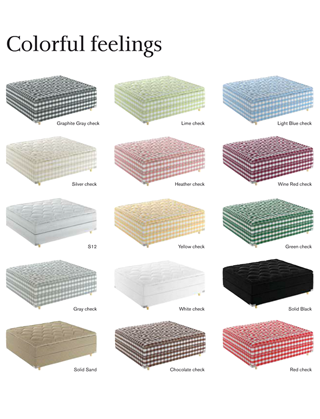 Colorful feelings
Graphite Gray check
Lime check
Light Blue check
Silver check
Heather check
Wine Red check
S12
Yellow check
Green check
Gray check
White check
Solid Black
Solid Sand
Chocolate check
Red check